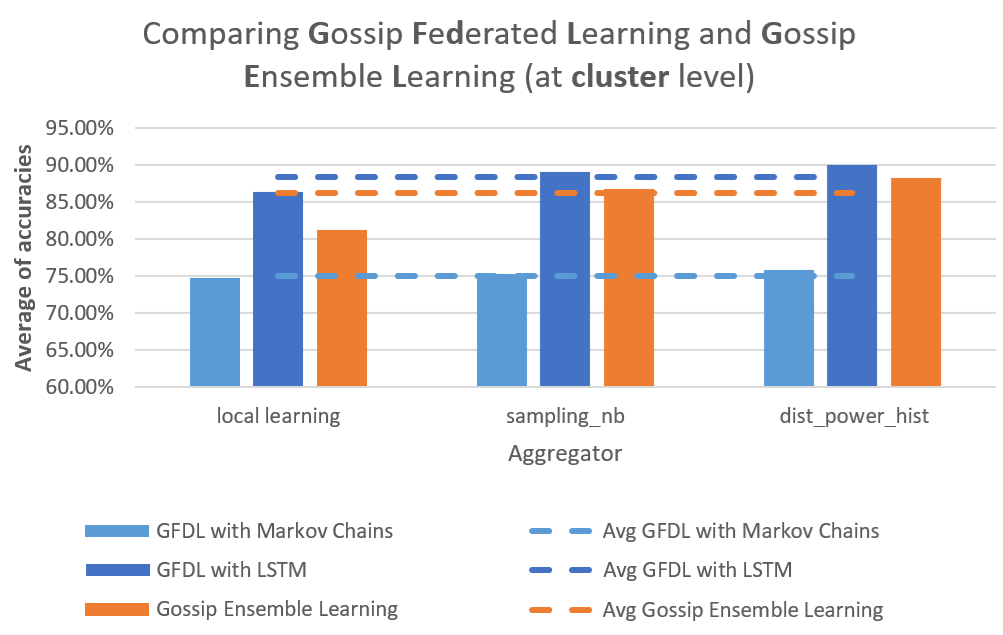 Comparing Gossip Federated Learning and Gossip
Ensemble Learning (at cluster level)
95.00%
90.00%
85.00%
80.00%
75.00%
70.00%
65.00%
60.00%
Average of accuracies
local learning
sampling_nb
dist_power_hist
Aggregator
GFDL with Markov Chains
Avg GFDL with Markov Chains
GFDL with LSTM
Avg GFDL with LSTM
Gossip Ensemble Learning
Avg Gossip Ensemble Learning